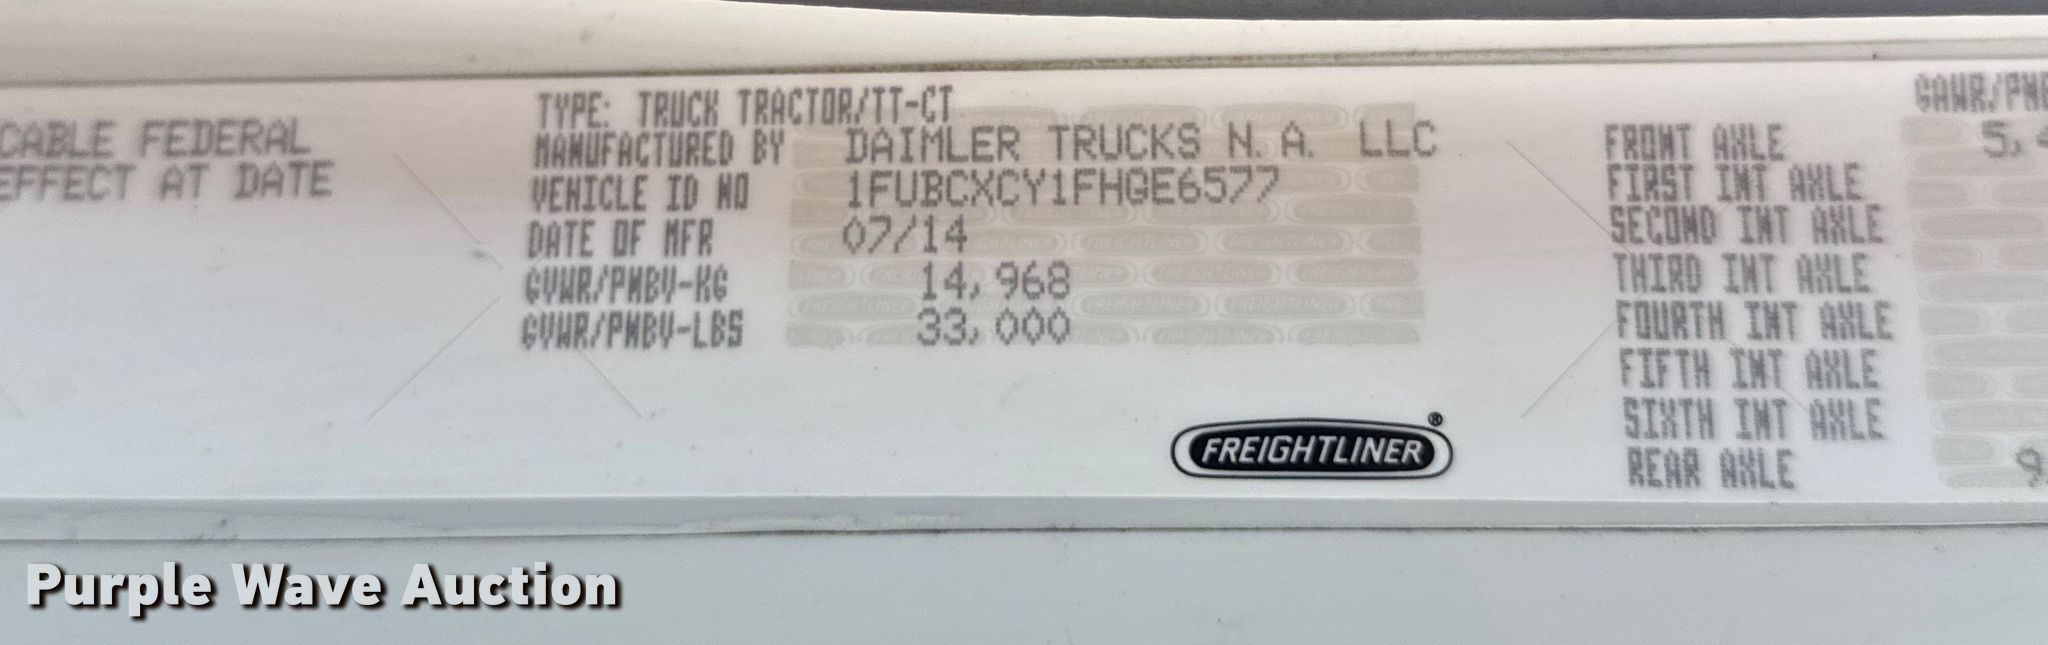 CABLE FEDERAL
EFFECT AT DATE
TYPE: TRUCK TRACTOR/TT-CT
MANUFACTURED BY DAIMLER TRUCKS N. A. LLC
VEHICLE ID NO 1FUBCXCY1FHGE6577
DATE OF MFR 07/14
GVWR/PNBV-KG 14,968
GVWR/PNBV-LBS 33,000
FREIGHTLINER®
GAWR/PNB
FRONT AXLE 5,4
FIRST INT AXLE
SECOND INT AXLE
THIRD INT AXLE
FOURTH INT AXLE
FIFTH INT AXLE
SIXTH INT AXLE
REAR AXLE 9
Purple Wave Auction